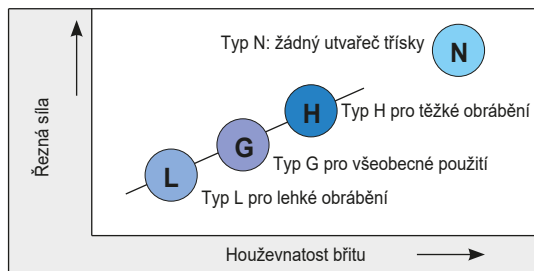 Řezná síla
Typ N: žádný utvařeč třísky
N
H
Typ H pro těžké obrábění
G
Typ G pro všeobecné použití
L
Typ L pro lehké obrábění
Houževnatost břitu